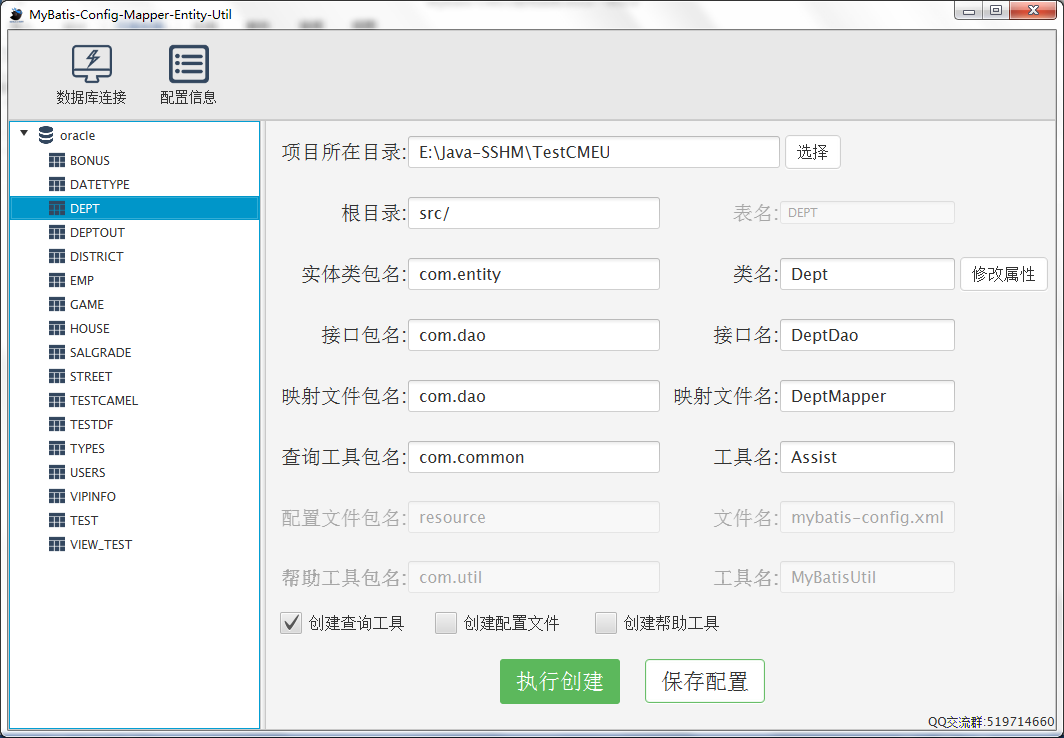 MyBatis-Config-Mapper-Entity-Util
数据库连接
配置信息
oracle
BONUS
DATETYPE
DEPT
DEPTOUT
DISTRICT
EMP
GAME
HOUSE
SALGRADE
STREET
TESTCAMEL
TESTDF
TYPES
USERS
VIPINFO
TEST
VIEW_TEST
项目所在目录: E:\Java-SSHM\TestCMEU 选择
根目录: src/ 表名: DEPT
实体类包名: com.entity 类名: Dept 修改属性
接口包名: com.dao 接口名: DeptDao
映射文件包名: com.dao 映射文件名: DeptMapper
查询工具包名: com.common 工具名: Assist
配置文件包名: resource 文件名: mybatis-config.xml
帮助工具包名: com.util 工具名: MyBatisUtil
创建查询工具 创建配置文件 创建帮助工具
执行创建 保存配置
QQ交流群:519714660